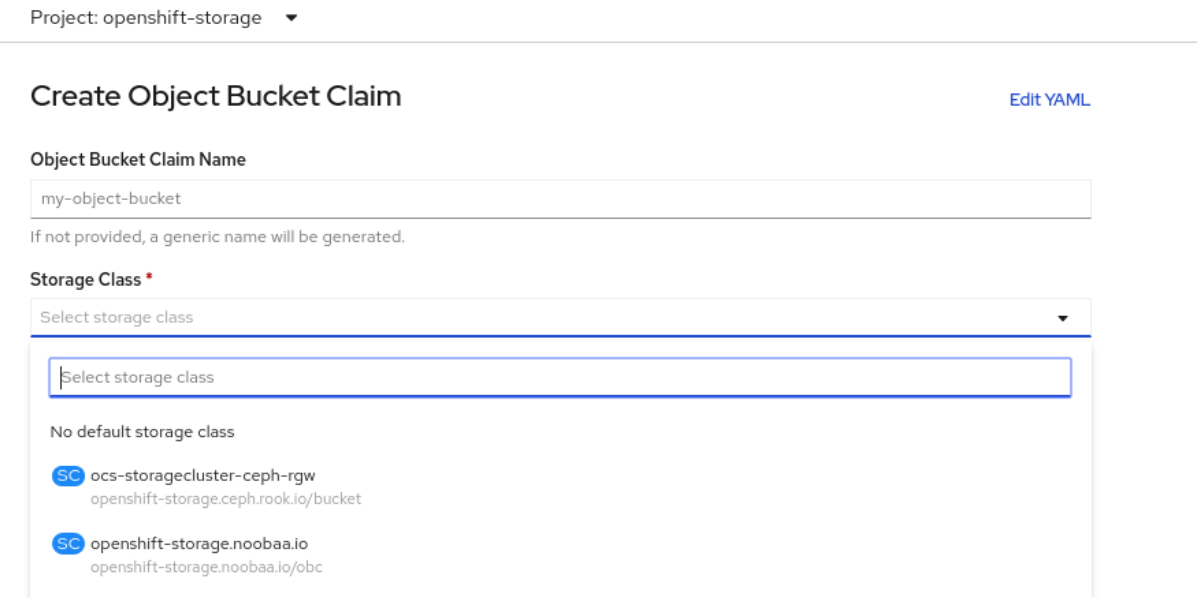 Project: openshift-storage
Create Object Bucket Claim
Edit YAML
Object Bucket Claim Name
my-object-bucket
If not provided, a generic name will be generated.
Storage Class *
Select storage class
Select storage class
No default storage class
SC ocs-storagecluster-ceph-rgw
openshift-storage.ceph.rook.io/bucket
SC openshift-storage.noobaa.io
openshift-storage.noobaa.io/obc